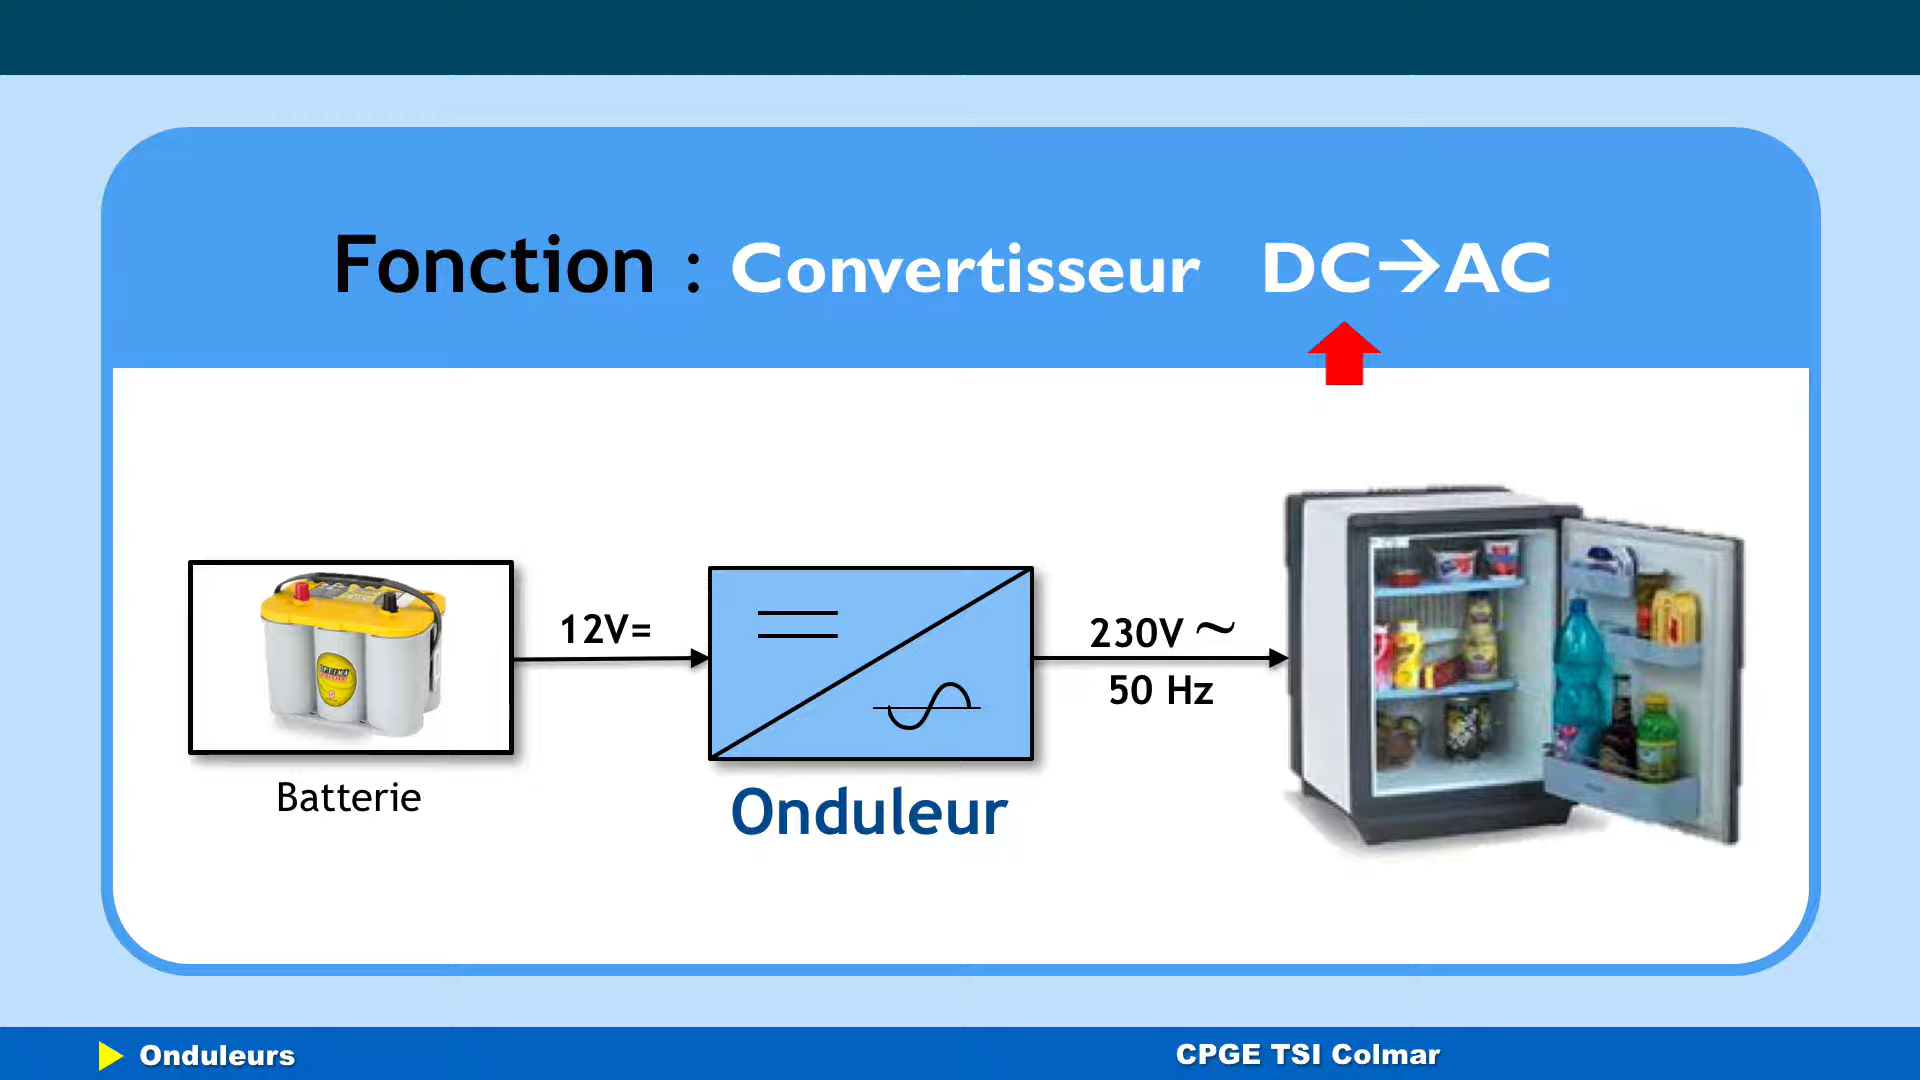 Fonction : Convertisseur DC→AC
12V=
230V ~
50 Hz
Batterie
Onduleur
Onduleurs
CPGE TSI Colmar